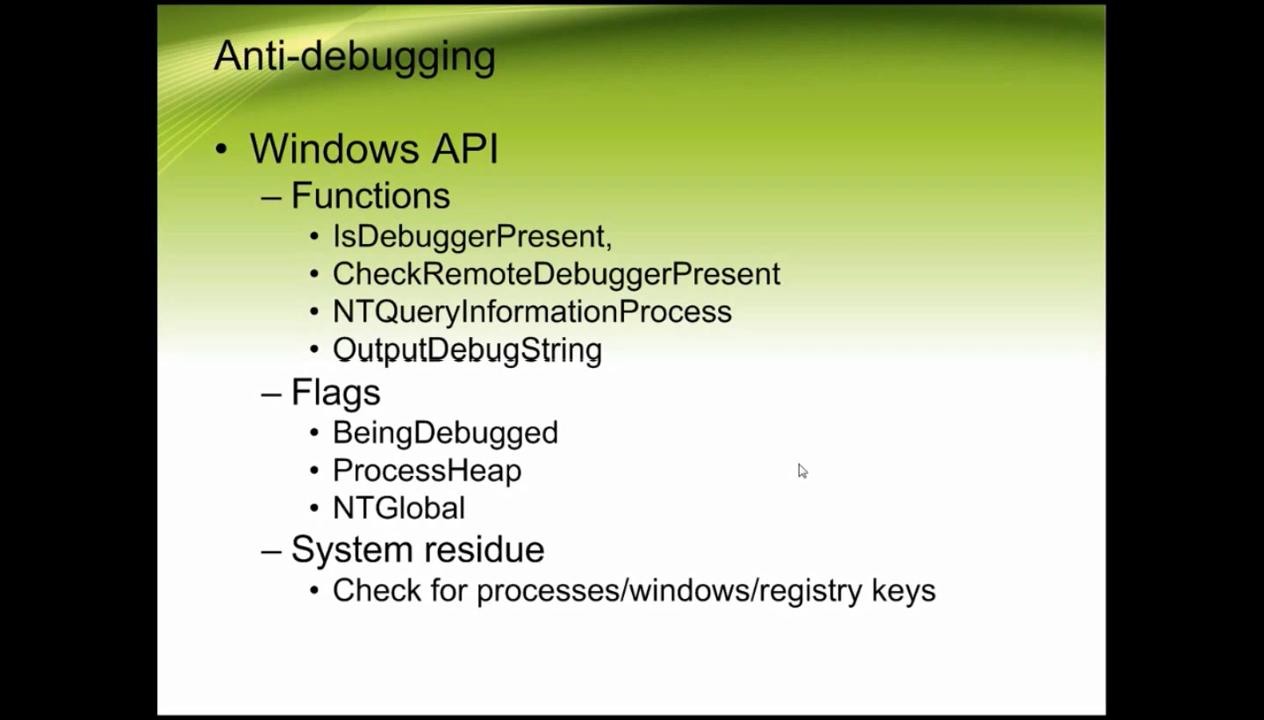 Anti-debugging
• Windows API
– Functions
• IsDebuggerPresent,
• CheckRemoteDebuggerPresent
• NTQueryInformationProcess
• OutputDebugString
– Flags
• BeingDebugged
• ProcessHeap
• NTGlobal
– System residue
• Check for processes/windows/registry keys